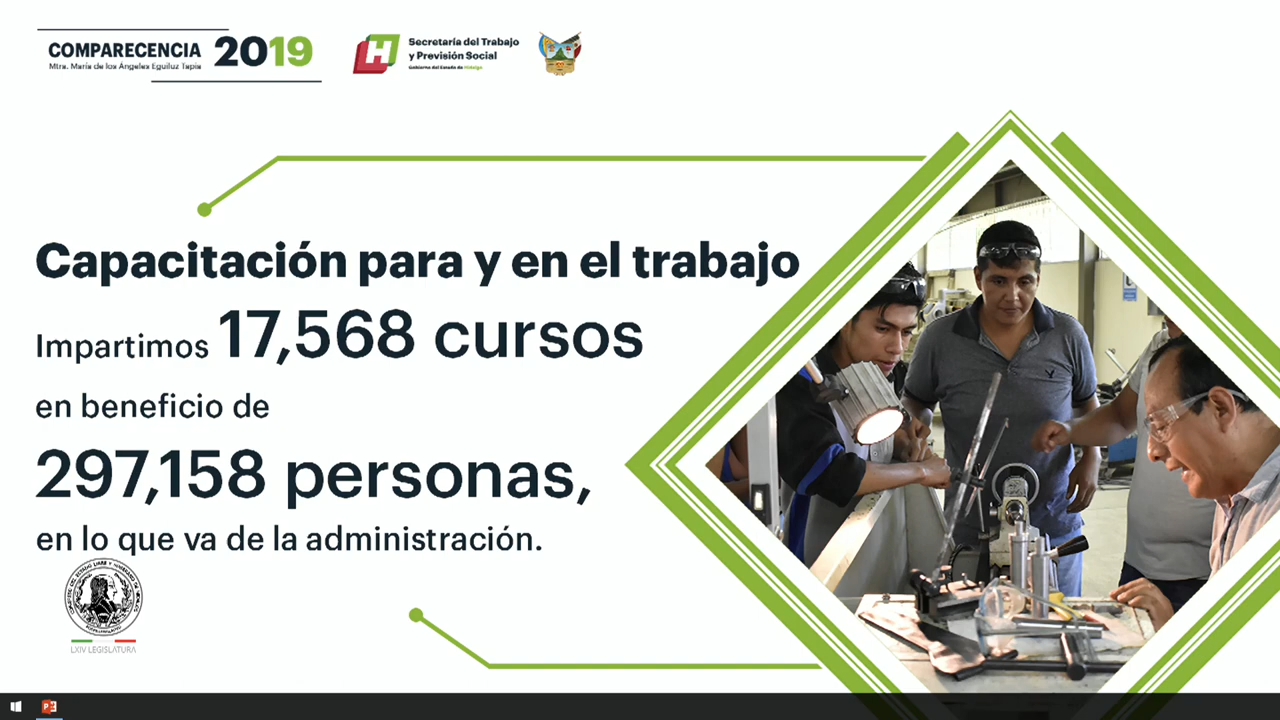 COMPARECENCIA 2019
Mtra. María de los Ángeles Eguiluz Tapia
Secretaría del Trabajo
y Previsión Social
Gobierno del Estado de Hidalgo
Capacitación para y en el trabajo
Impartimos 17,568 cursos
en beneficio de
297,158 personas,
en lo que va de la administración.
LXIV LEGISLATURA